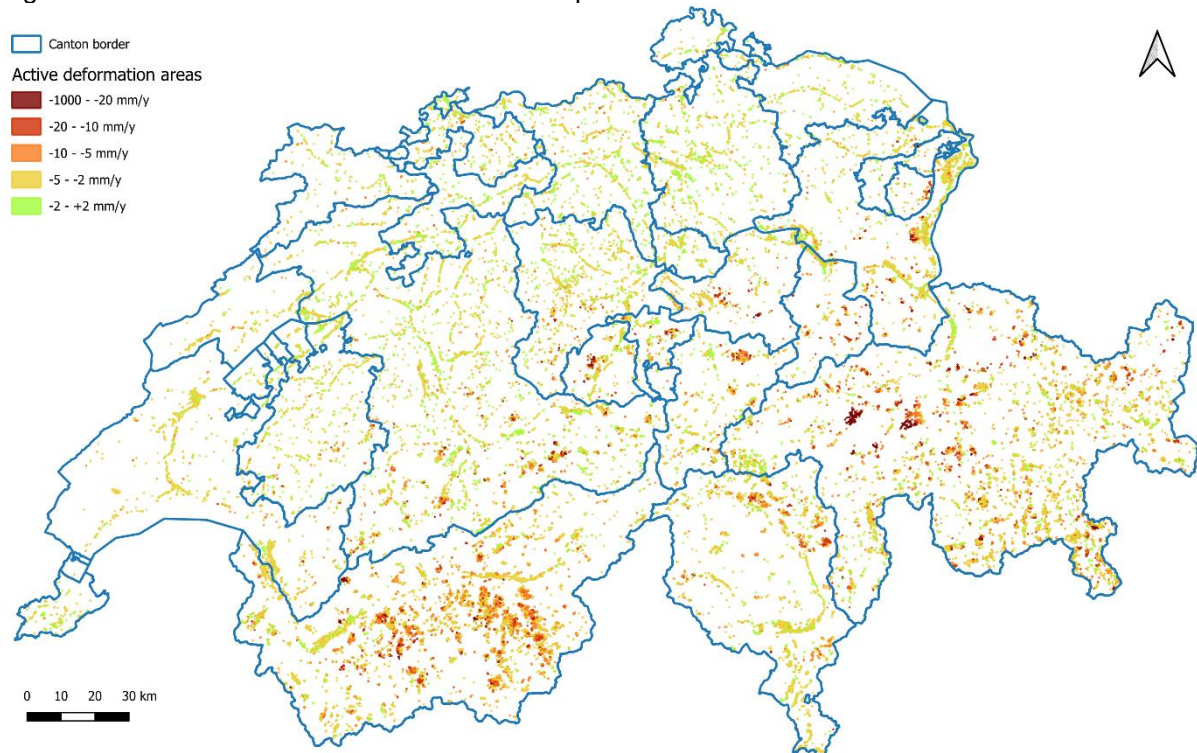 Canton border
Active deformation areas
-1000 - -20 mm/y
-20 - -10 mm/y
-10 - -5 mm/y
-5 - -2 mm/y
-2 - +2 mm/y
0 10 20 30 km